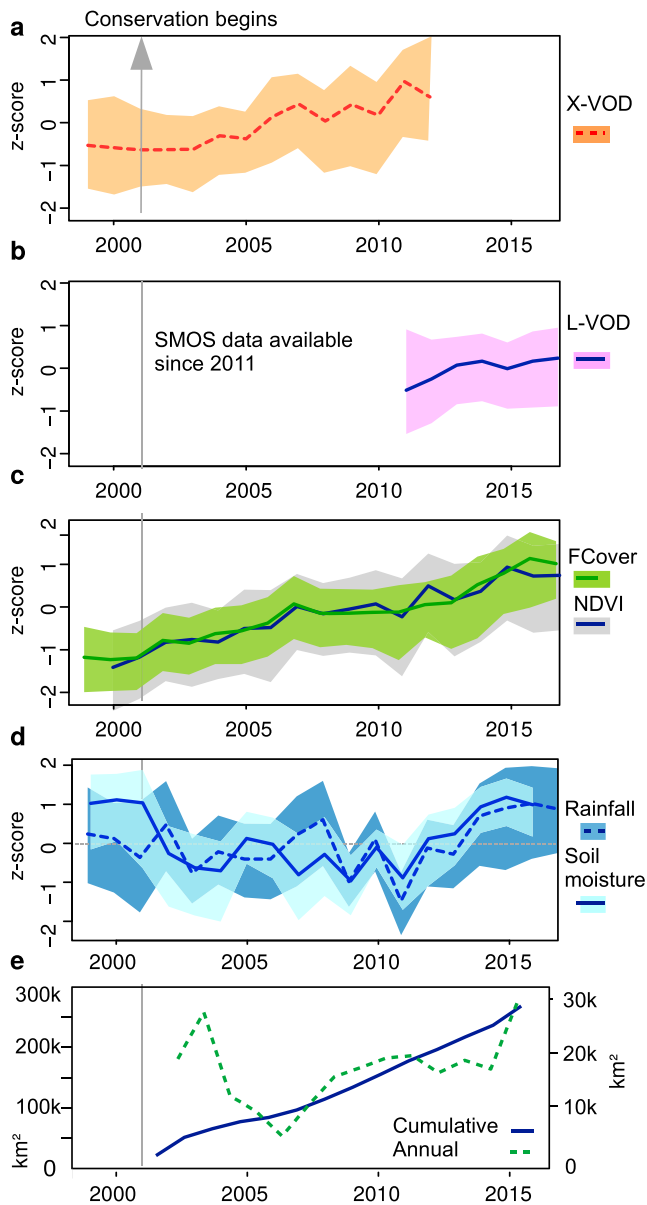 a
Conservation begins
2
1
0
−1
−2
z-score
X-VOD
2000 2005 2010 2015
b
2
1
0
−1
−2
z-score
SMOS data available
since 2011
L-VOD
2000 2005 2010 2015
c
2
1
0
−1
−2
z-score
FCover
NDVI
2000 2005 2010 2015
d
2
1
0
-1
-2
z-score
Rainfall
Soil
moisture
2000 2005 2010 2015
e
300k
200k
100k
0
km²
30k
20k
10k
0
km²
Cumulative
Annual
2000 2005 2010 2015